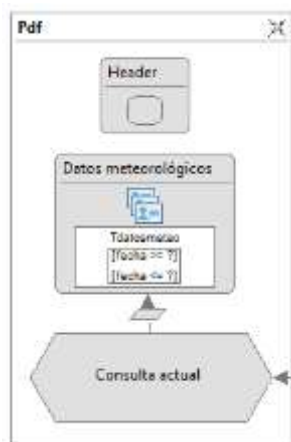 Pdf
Header
Datos meteorológicos
Tdatosmeteo
[fecha >= ?]
[fecha <= ?]
Consulta actual